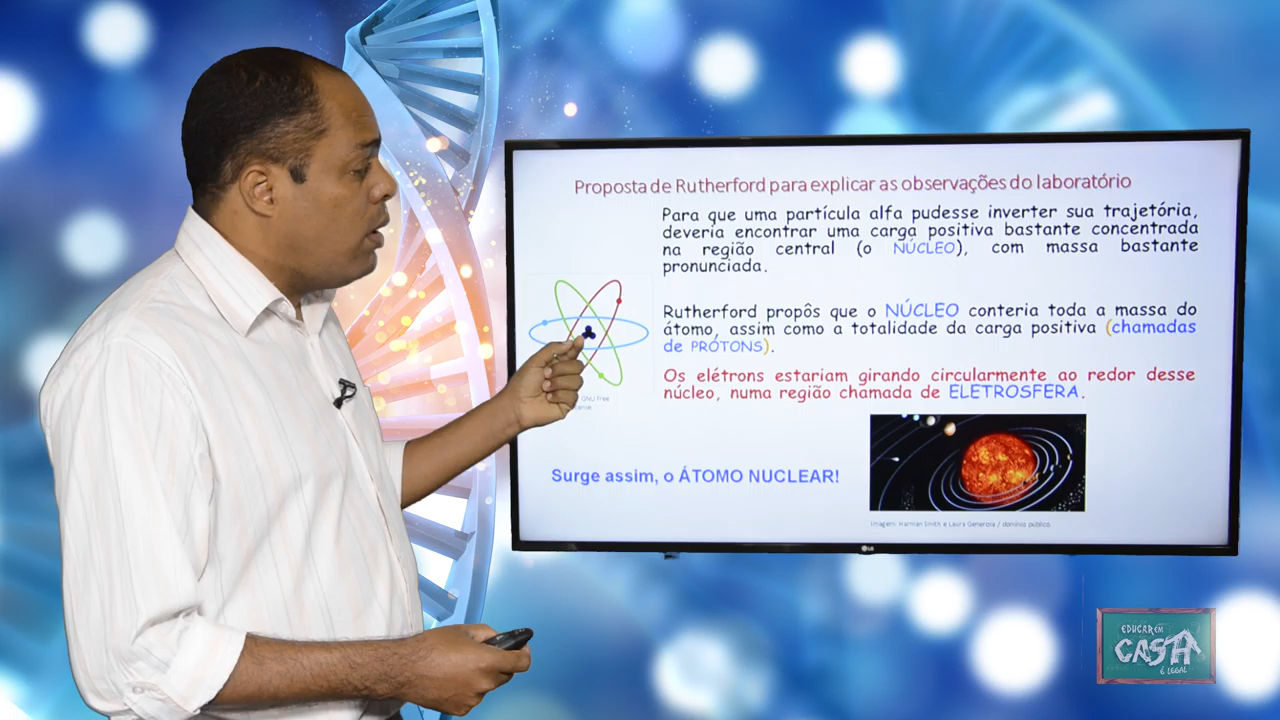 Proposta de Rutherford para explicar as observações do laboratório
Para que uma partícula alfa pudesse inverter sua trajetória,
deveria encontrar uma carga positiva bastante concentrada
na região central (o NÚCLEO), com massa bastante
pronunciada.
Rutherford propôs que o NÚCLEO conteria toda a massa do
átomo, assim como a totalidade da carga positiva (chamadas
de PRÓTONS).
Os elétrons estariam girando circularmente ao redor desse
núcleo, numa região chamada de ELETROSFERA.
GNU Free
Surge assim, o ÁTOMO NUCLEAR!
Imagem: Harman Smith e Laura Generosa / domínio público.
LG
EDUCAR EM
CASA
É LEGAL